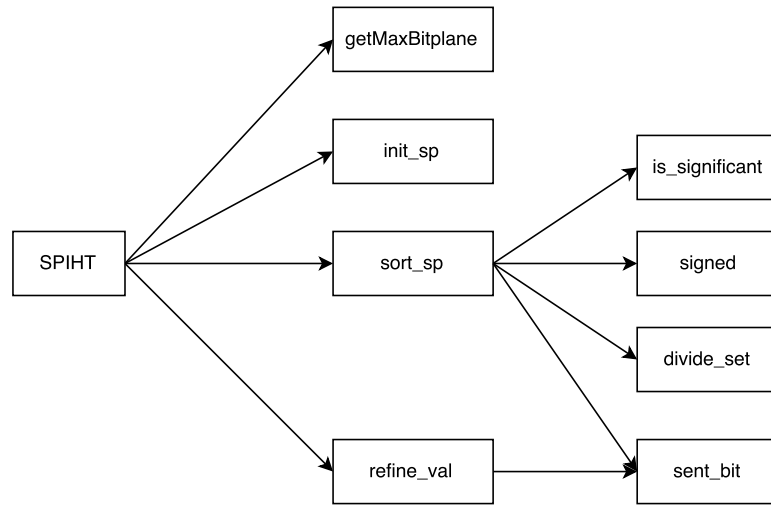 getMaxBitplane
init_sp
is_significant
SPIHT
sort_sp
signed
divide_set
refine_val
sent_bit